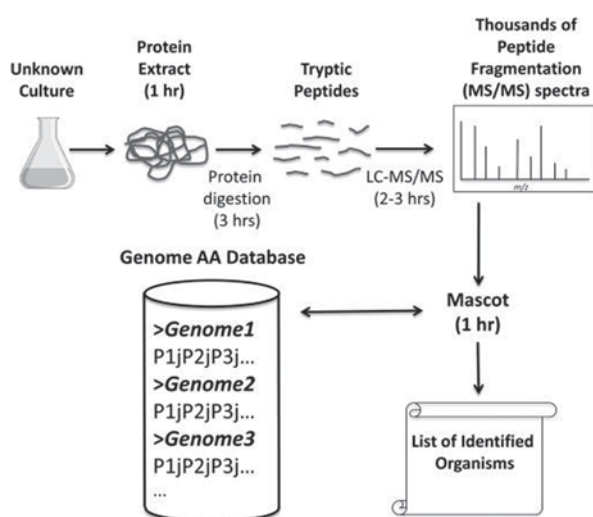 Unknown
Culture
Protein
Extract
(1 hr)
Tryptic
Peptides
Thousands of
Peptide
Fragmentation
(MS/MS) spectra
Protein
digestion
(3 hrs)
LC-MS/MS
(2-3 hrs)
m/z
Genome AA Database
>Genome1
P1jP2jP3j...
>Genome2
P1jP2jP3j...
>Genome3
P1jP2jP3j...
...
Mascot
(1 hr)
List of Identified
Organisms